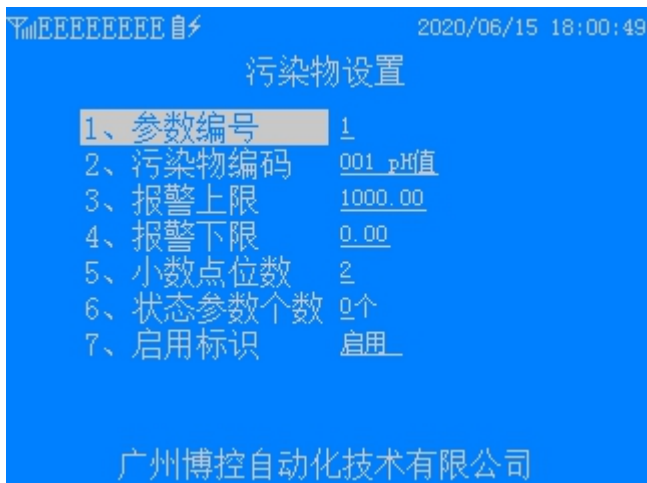 EEEEEEEEE 2020/06/15 18:00:49
污染物设置
1、参数编号 1
2、污染物编码 001 pH值
3、报警上限 1000.00
4、报警下限 0.00
5、小数点位数 2
6、状态参数个数 0个
7、启用标识 启用
广州博控自动化技术有限公司